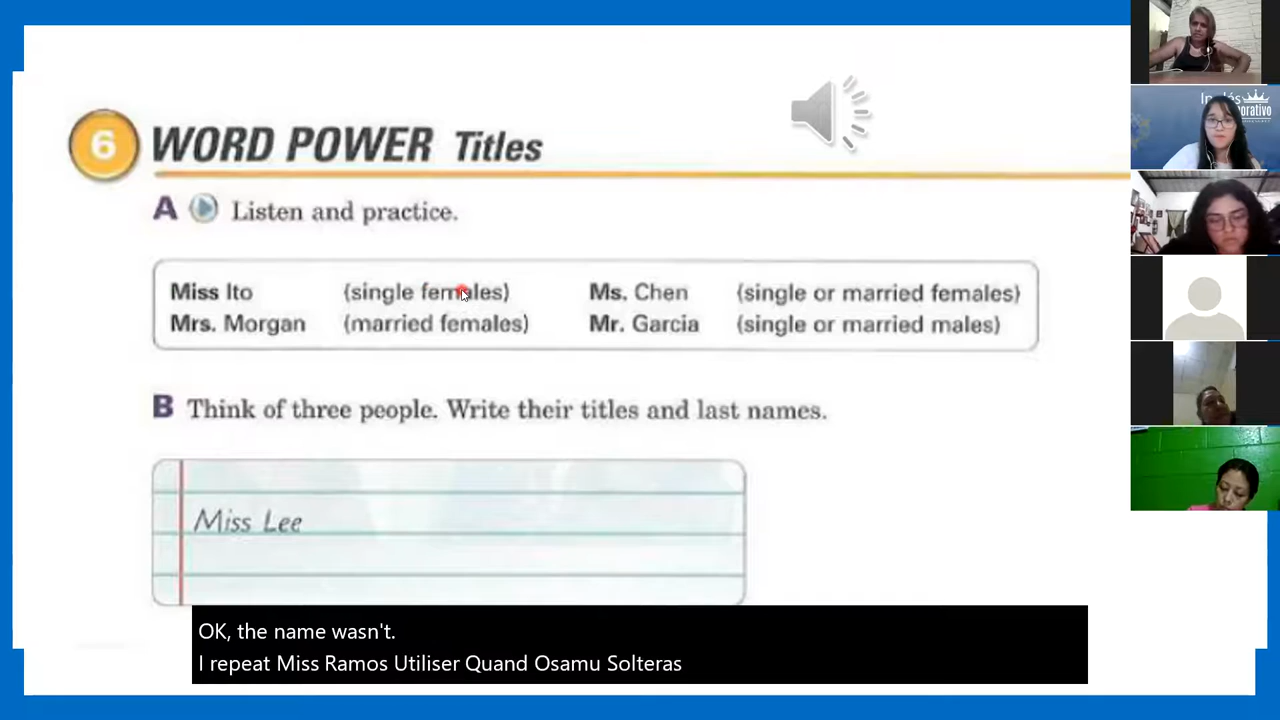 6 WORD POWER Titles
A Listen and practice.
Miss Ito (single females) Ms. Chen (single or married females)
Mrs. Morgan (married females) Mr. Garcia (single or married males)
B Think of three people. Write their titles and last names.
Miss Lee
OK, the name wasn't.
I repeat Miss Ramos Utiliser Quand Osamu Solteras